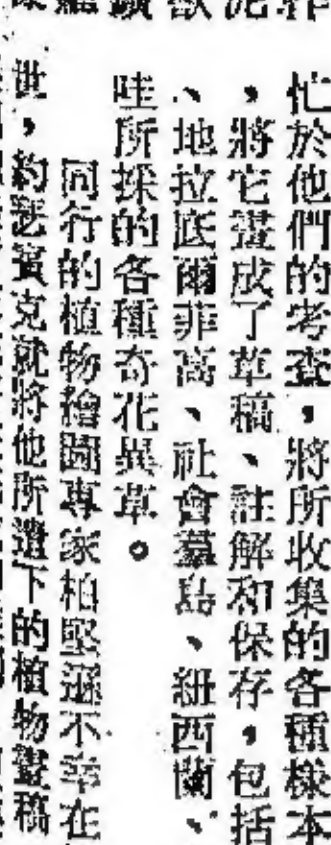 忙於他們的考查，將所收集的各種樣本
，將它畫成了草稿、註解和保存，包括
、地拉底爾菲高、社會羣島、紐西蘭、
哇所採的各種奇花異草。
同行的植物繪圖專家柏堅遜不幸在
世，約瑟賓克就將他所遺下的植物畫稿